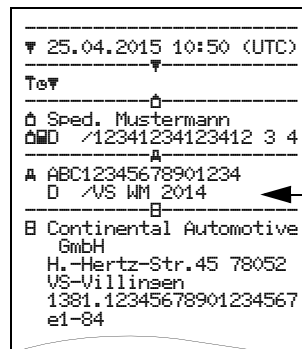 ▼ 25.04.2015 10:50 (UTC)
T⊙▼
Sped. Mustermann
D /12341234123412 3 4
A ABC12345678901234
D /VS WM 2014
Continental Automotive
GmbH
H.-Hertz-Str.45 78052
VS-Villingen
1381.12345678901234567
e1-84